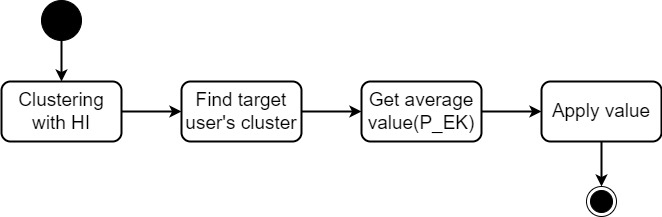 Clustering
with HI
Find target
user's cluster
Get average
value(P_EK)
Apply value